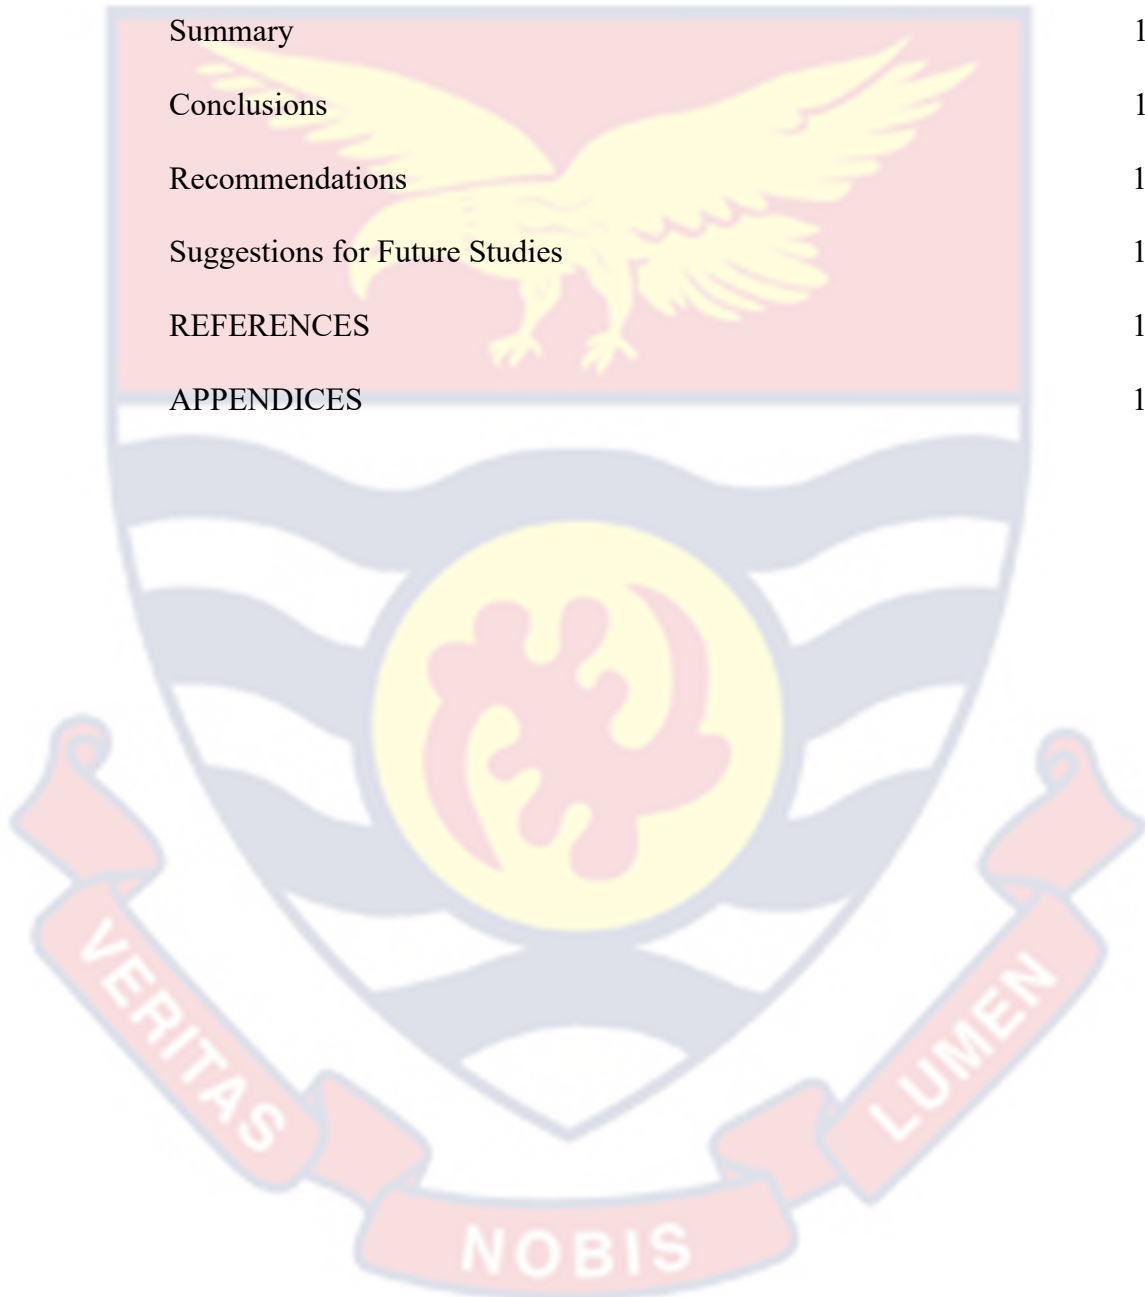 Summary 1
Conclusions 1
Recommendations 1
Suggestions for Future Studies 1
REFERENCES 1
APPENDICES 1
VERITAS
NOBIS
LUMEN